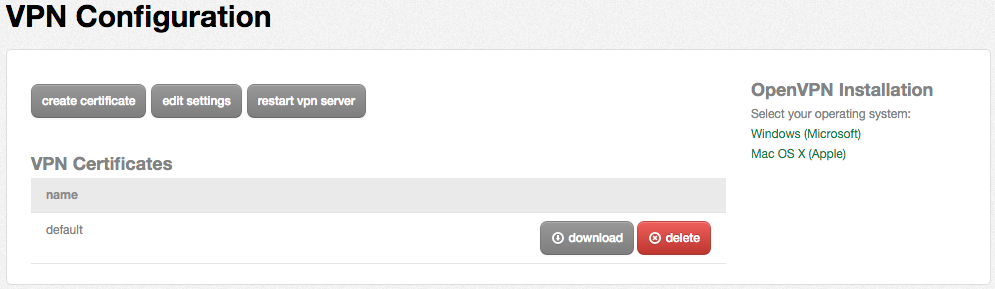 VPN Configuration
create certificate edit settings restart vpn server
VPN Certificates
name
default download delete
OpenVPN Installation
Select your operating system:
Windows (Microsoft)
Mac OS X (Apple)